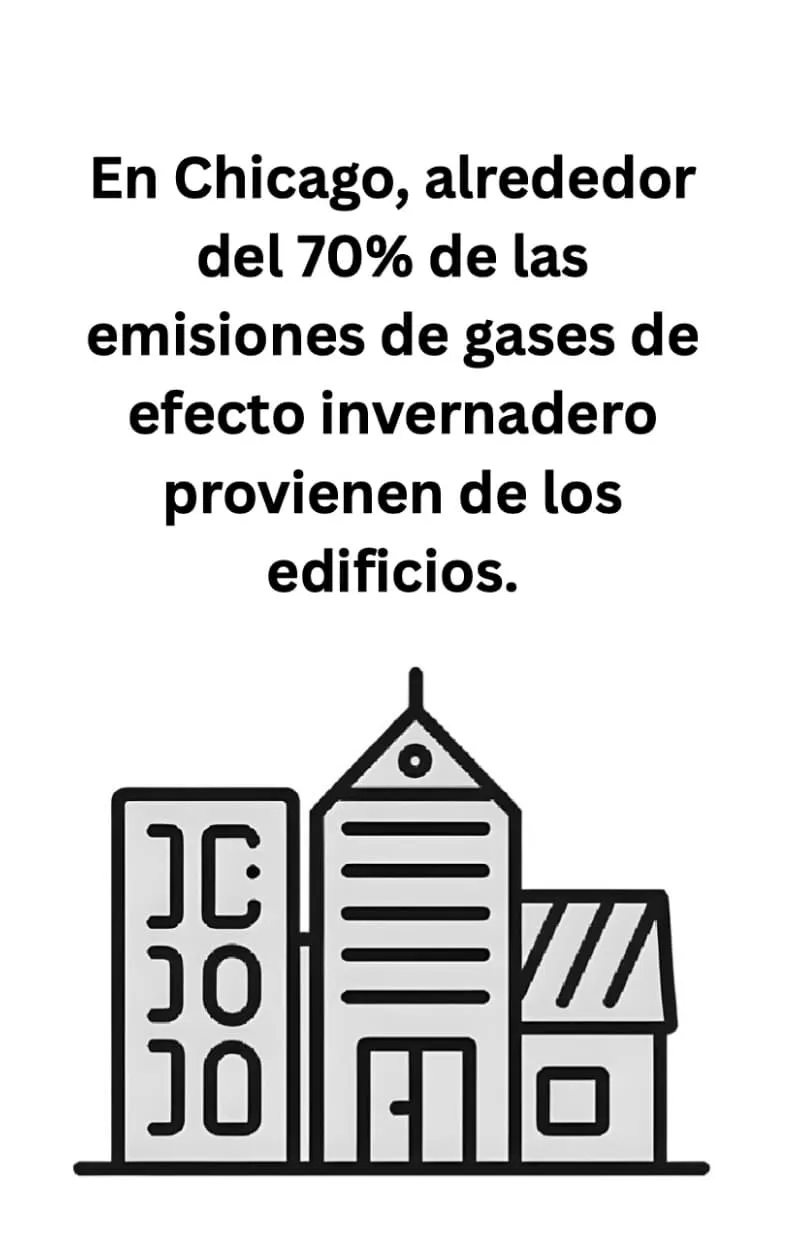 En Chicago, alrededor
del 70% de las
emisiones de gases de
efecto invernadero
provienen de los
edificios.